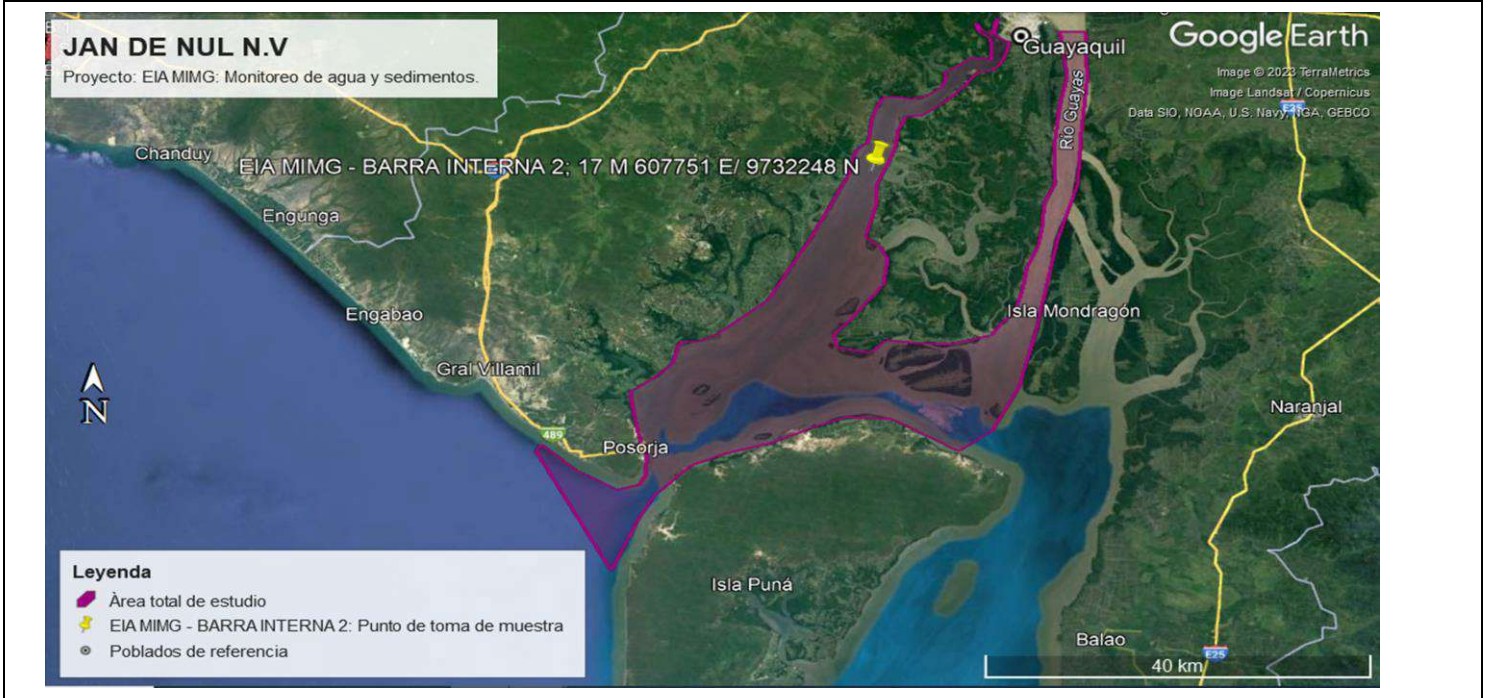 JAN DE NUL N.V
Proyecto: EIA MIMG: Monitoreo de agua y sedimentos.
Google Earth
Image © 2023 TerraMetrics
Image Landsat / Copernicus
Data SIO, NOAA, U.S. Navy, NGA, GEBCO
E25
Guayaquil
Río Guayas
Chanduy
EIA MIMG - BARRA INTERNA 2; 17 M 607751 E/ 9732248 N
Engunga
Engabao
Isla Mondragón
Gral Villamil
N
489
Posorja
Naranjal
Isla Puná
Balao
E25
40 km
Leyenda
Àrea total de estudio
EIA MIMG - BARRA INTERNA 2: Punto de toma de muestra
Poblados de referencia